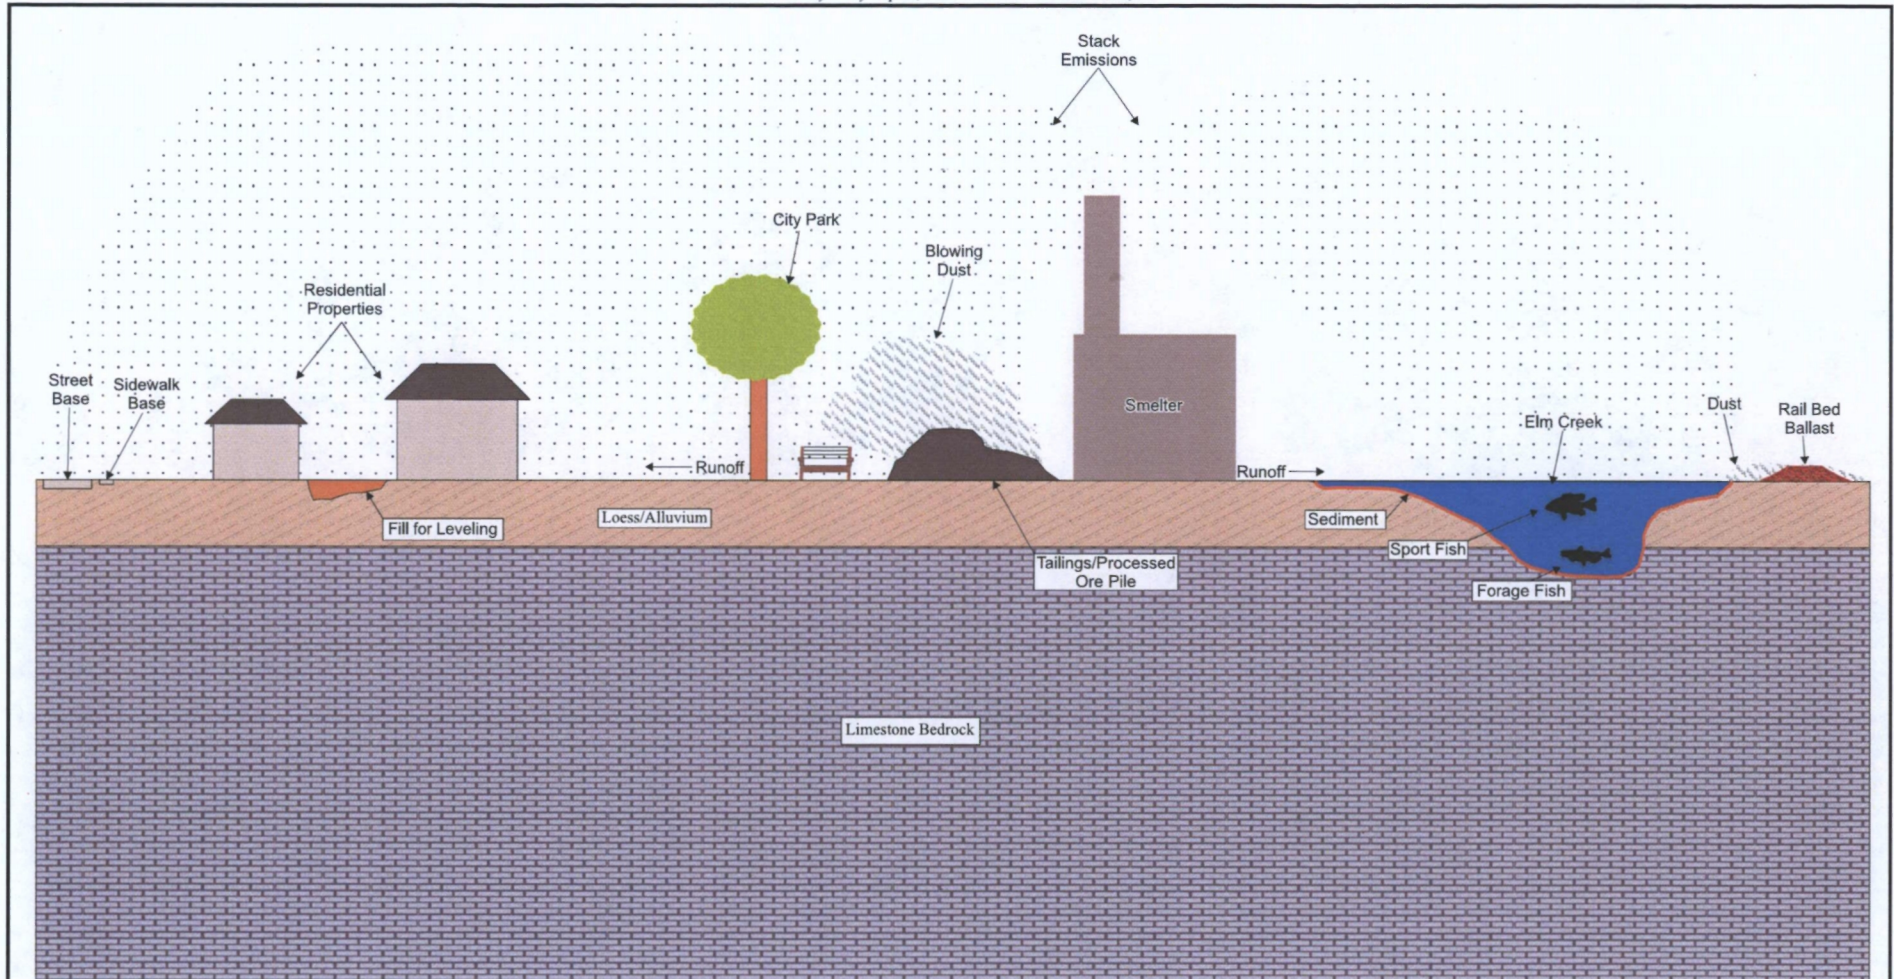 Stack
Emissions
City Park
Blowing
Dust
Residential
Properties
Street
Base
Sidewalk
Base
Smelter
Dust
Rail Bed
Ballast
Elm Creek
Runoff
Runoff
Fill for Leveling
Loess/Alluvium
Sediment
Sport Fish
Tailings/Processed
Ore Pile
Forage Fish
Limestone Bedrock